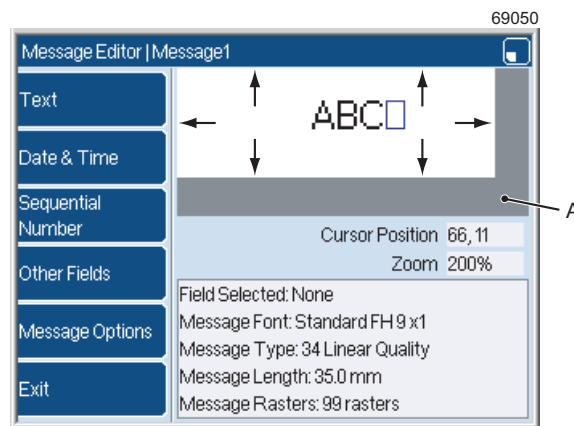 69050
Message Editor | Message1
Text
ABC
Date & Time
Sequential
Number
A
Cursor Position 66, 11
Other Fields
Zoom 200%
Field Selected: None
Message Options
Message Font: Standard FH 9 x1
Message Type: 34 Linear Quality
Message Length: 35.0 mm
Exit
Message Rasters: 99 rasters